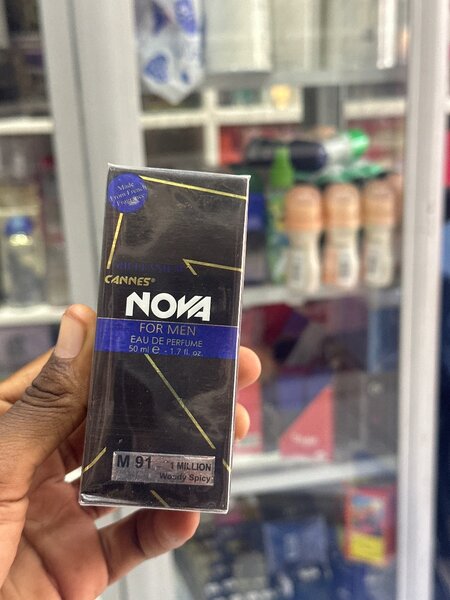 Made
From French
Fragrance
CANNES®
NOVA
FOR MEN
EAU DE PERFUME
50 ml e - 1.7 fl. oz.
M 91 1 MILLION
Woody Spicy